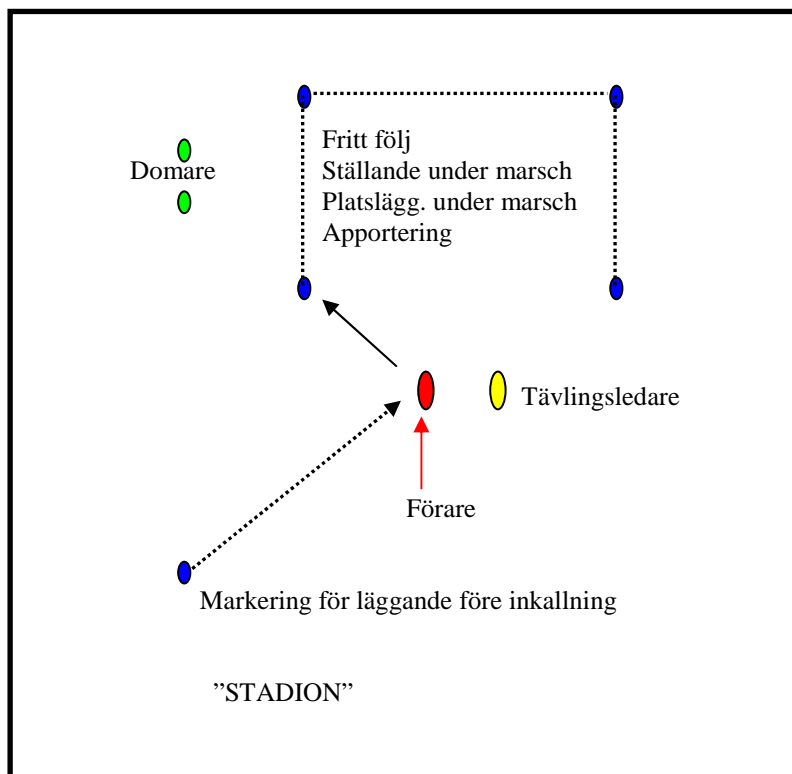 Fritt följ
Domare
Ställande under marsch
Platslägg. under marsch
Apportering
Tävlingsledare
Förare
Markering för läggande före inkallning
”STADION”